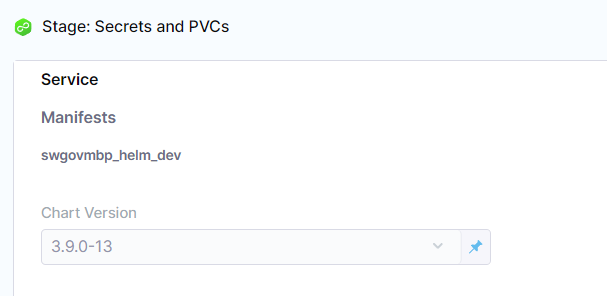 Stage: Secrets and PVCs
Service
Manifests
swgovmbp_helm_dev
Chart Version
3.9.0-13